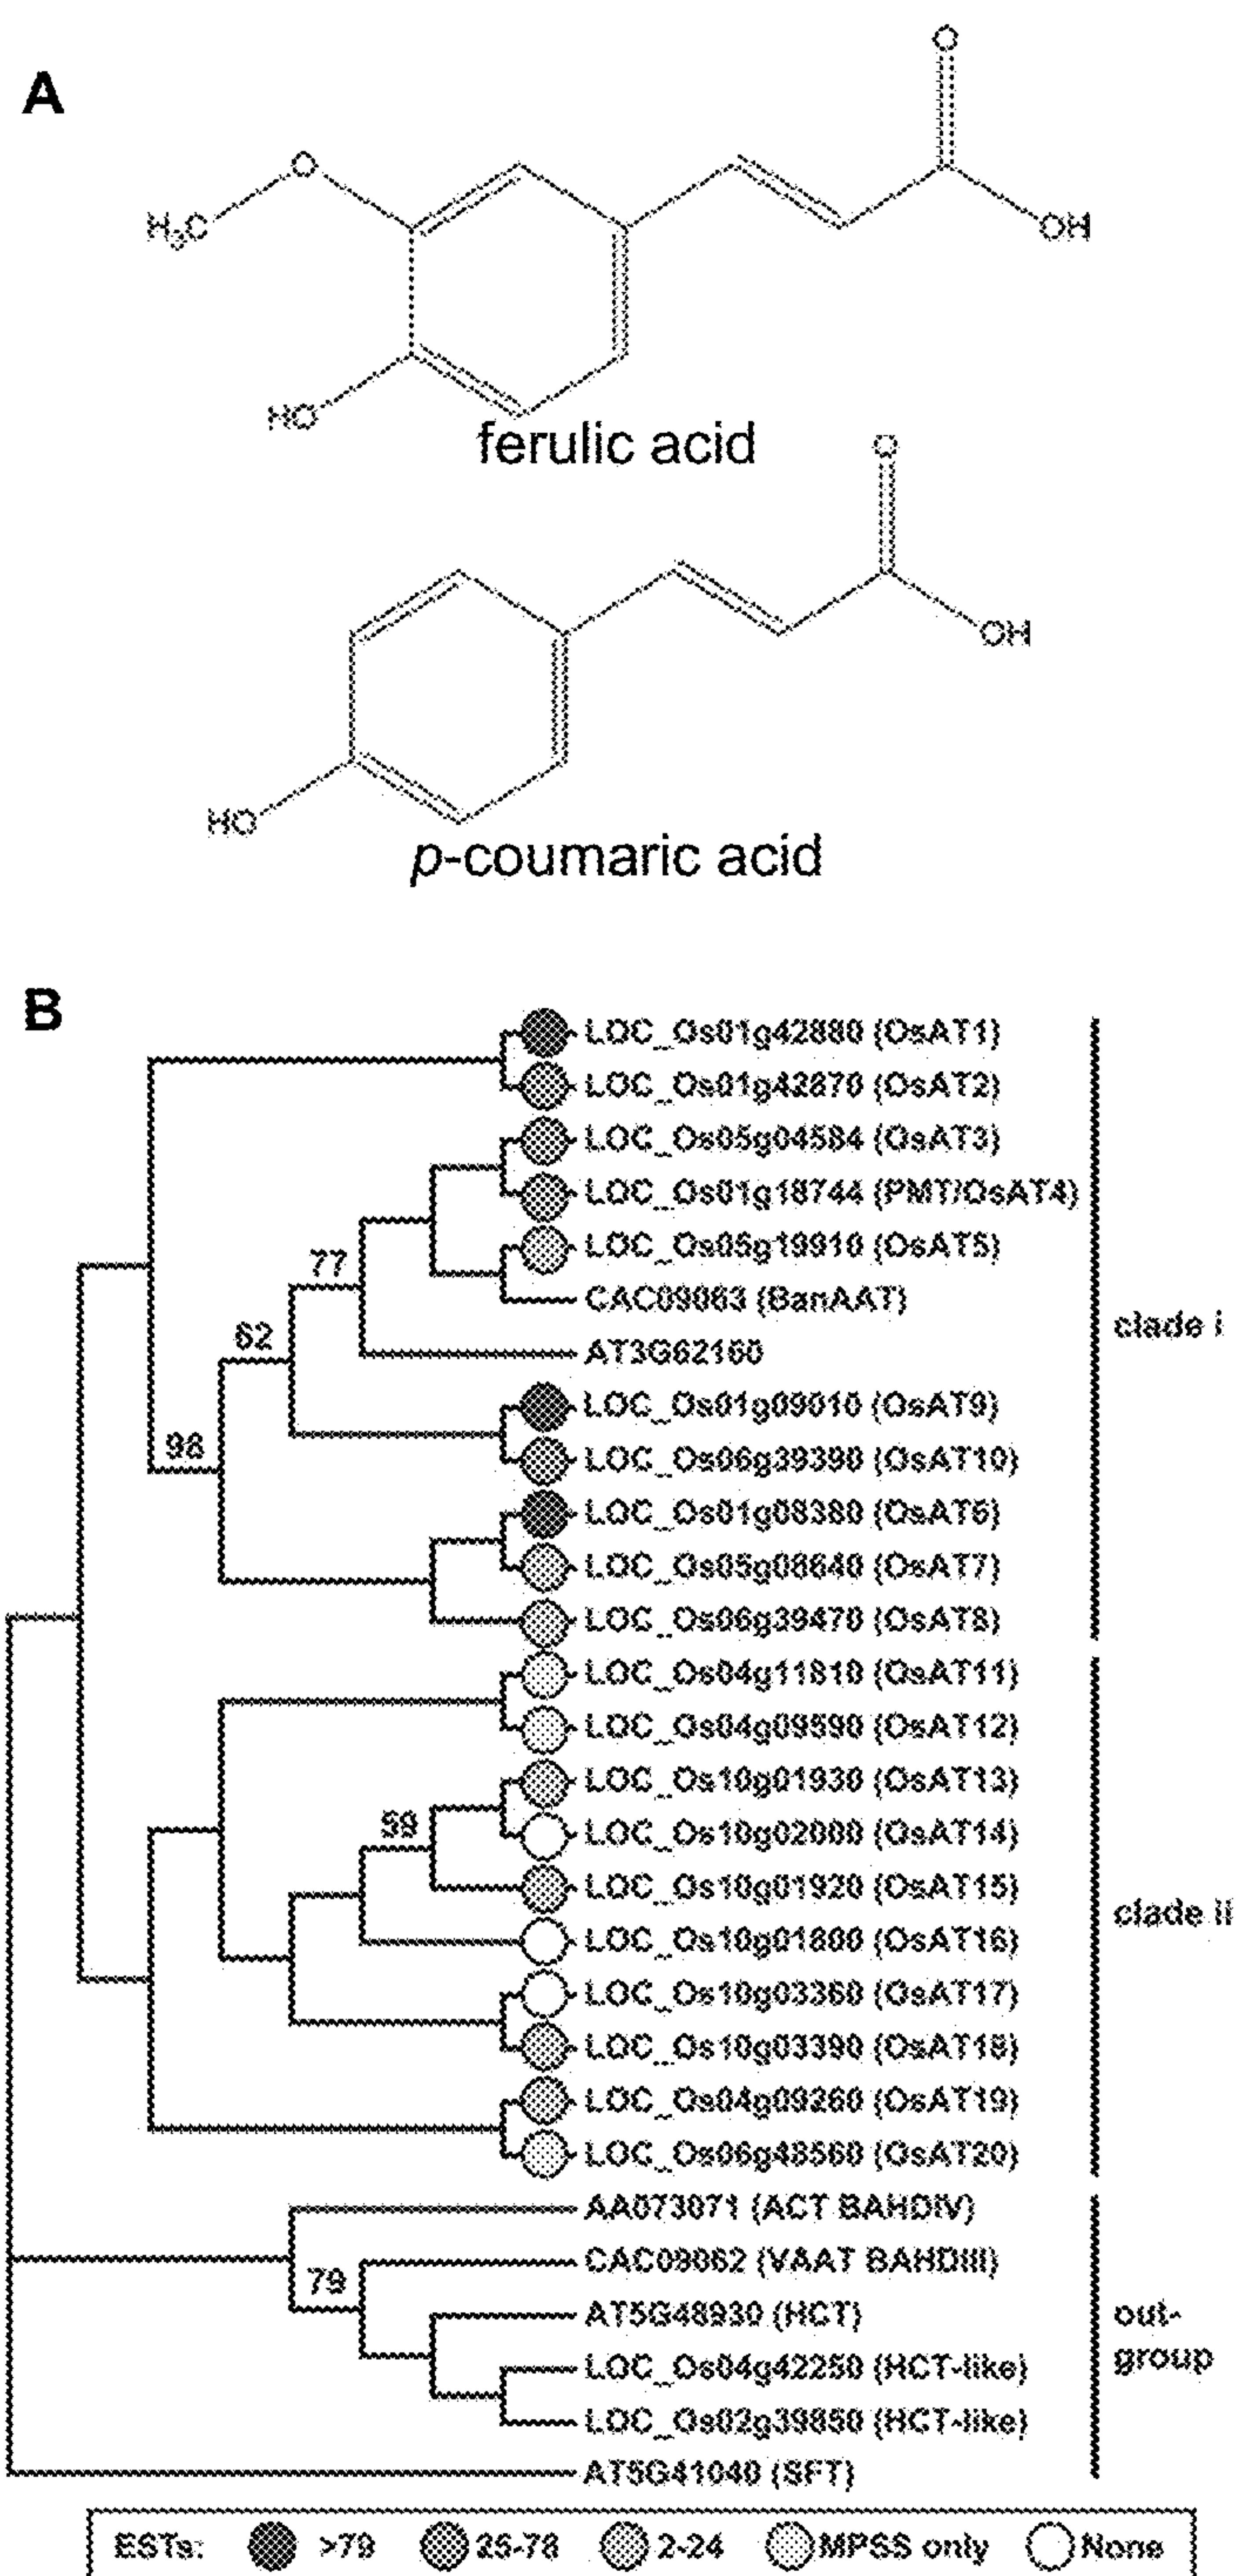 A
O
O
H₃C
OH
HO
ferulic acid
O
OH
HO
p-coumaric acid
B
LOC_Os01g42880 (OsAT1)
LOC_Os01g42870 (OsAT2)
LOC_Os05g04584 (OsAT3)
LOC_Os01g18744 (PMT/OsAT4)
LOC_Os05g19910 (OsAT5)
77
CAC09063 (BanAAT)
clade i
62
AT3G62160
LOC_Os01g09010 (OsAT9)
98
LOC_Os06g39390 (OsAT10)
LOC_Os01g08380 (OsAT6)
LOC_Os05g08640 (OsAT7)
LOC_Os06g39470 (OsAT8)
LOC_Os04g11810 (OsAT11)
LOC_Os04g09590 (OsAT12)
LOC_Os10g01930 (OsAT13)
59
LOC_Os10g02000 (OsAT14)
LOC_Os10g01920 (OsAT15)
clade ii
LOC_Os10g01800 (OsAT16)
LOC_Os10g03360 (OsAT17)
LOC_Os10g03390 (OsAT18)
LOC_Os04g09260 (OsAT19)
LOC_Os06g48560 (OsAT20)
AA073071 (ACT BAHDIV)
CAC09062 (VAAT BAHDIII)
79
AT5G48930 (HCT)
out-
group
LOC_Os04g42250 (HCT-like)
LOC_Os02g39850 (HCT-like)
AT5G41040 (SFT)
ESTs: >79 25-78 2-24 MPSS only None